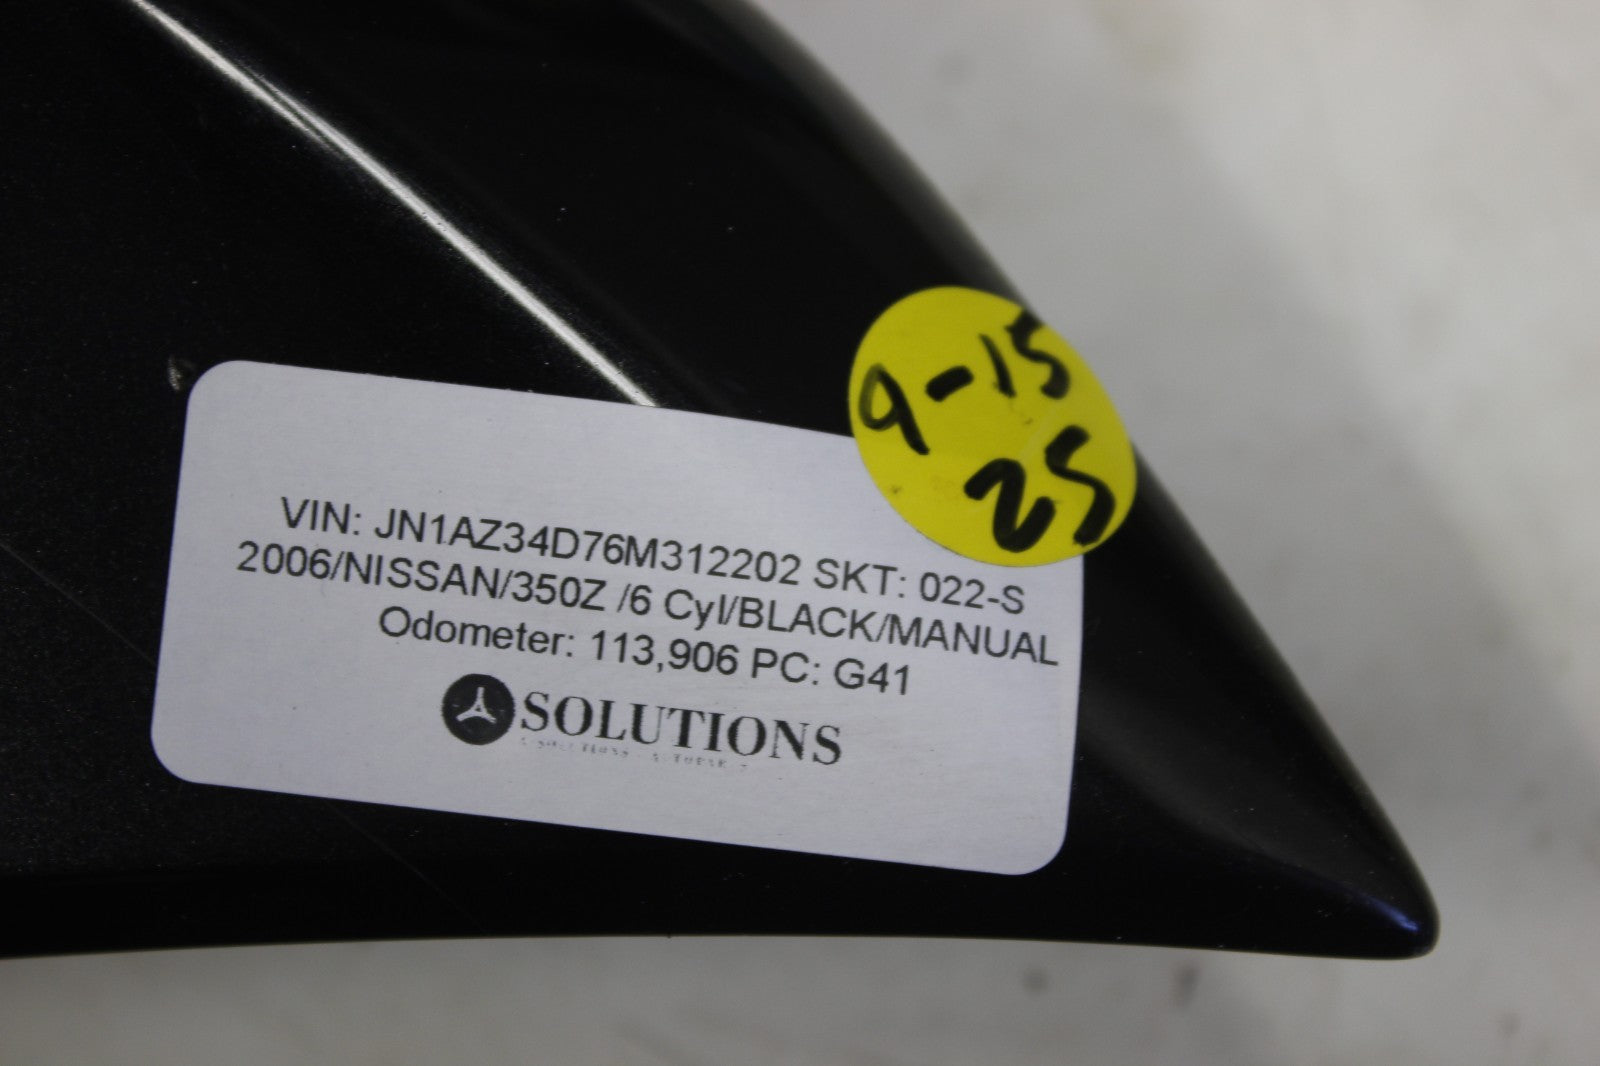 9-15
25
VIN: JN1AZ34D76M312202 SKT: 022-S
2006/NISSAN/350Z /6 Cyl/BLACK/MANUAL
Odometer: 113,906 PC: G41
SOLUTIONS